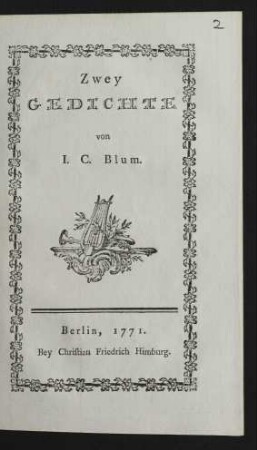 2
Zwey
GEDICHTE
von
I. C. Blum.
Berlin, 1771.
Bey Christian Friedrich Himburg.